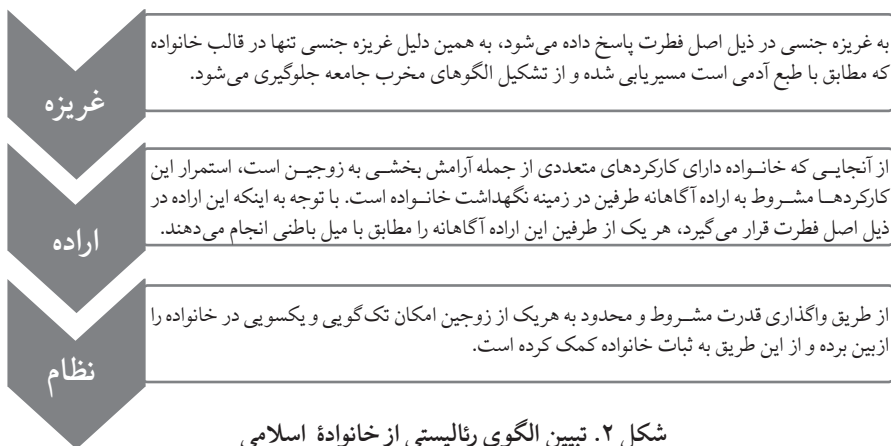 به غریزه جنسی در ذیل اصل فطرت پاسخ داده می‌شود، به همین دلیل غریزه جنسی تنها در قالب خانواده
که مطابق با طبع آدمی است مسیریابی شده و از تشکیل الگوهای مخرب جامعه جلوگیری می‌شود.
غریزه
از آنجایی که خانواده دارای کارکردهای متعددی از جمله آرامش بخشی به زوجین است، استمرار این
کارکردها مشروط به اراده آگاهانه طرفین در زمینه نگهداشت خانواده است. با توجه به اینکه این اراده در
ذیل اصل فطرت قرار می‌گیرد، هر یک از طرفین این اراده آگاهانه را مطابق با میل باطنی انجام می‌دهند.
اراده
از طریق واگذاری قدرت مشروط و محدود به هریک از زوجین امکان تک‌گویی و یکسویی در خانواده را
ازبین برده و از این طریق به ثبات خانواده کمک کرده است.
نظام
شکل ۲. تبیین الگوی رئالیستی از خانوادۀ اسلامی